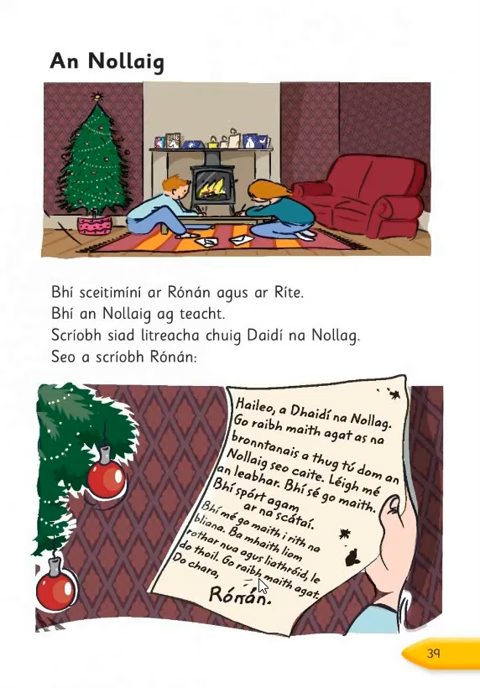 An Nollaig
Bhí sceitimíní ar Rónán agus ar Ríte.
Bhí an Nollaig ag teacht.
Scríobh siad litreacha chuig Daidí na Nollag.
Seo a scríobh Rónán:
Haileo, a Dhaidí na Nollag.
Go raibh maith agat as na
bronntanais a thug tú dom an
Nollaig seo caite. Léigh mé
an leabhar. Bhí sé go maith.
Bhí spórt agam
ar na scátaí.
Bhí mé go maith i rith na
bliana. Ba mhaith liom
rothar nua agus liathróid, le
do thoil. Go raibh maith agat.
Do chara,
Rónán.
39